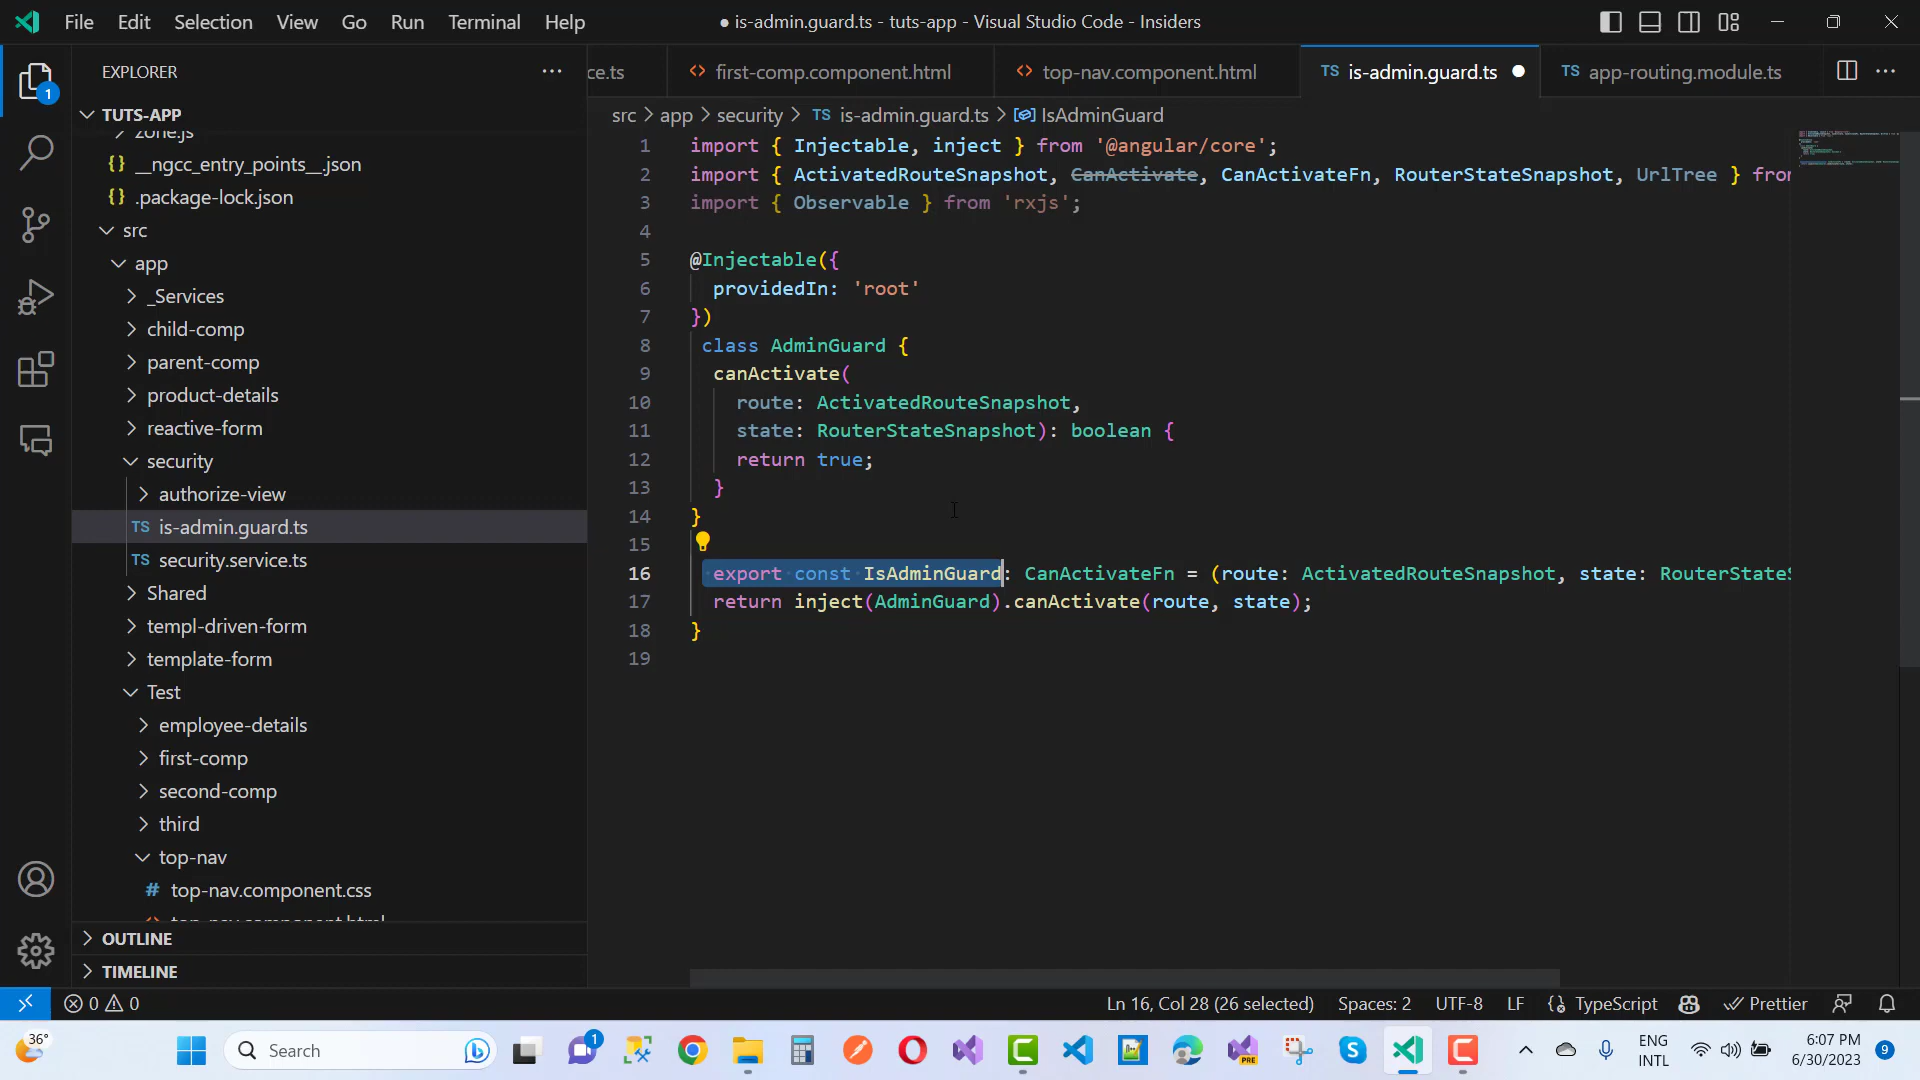 File Edit Selection View Go Run Terminal Help
● is-admin.guard.ts - tuts-app - Visual Studio Code - Insiders
EXPLORER
ce.ts
first-comp.component.html
top-nav.component.html
TS is-admin.guard.ts
TS app-routing.module.ts
1
TUTS-APP
src > app > security > TS is-admin.guard.ts > IsAdminGuard
zone.js
{} __ngcc_entry_points__.json
{} .package-lock.json
src
app
_Services
child-comp
parent-comp
product-details
reactive-form
security
authorize-view
TS is-admin.guard.ts
TS security.service.ts
Shared
templ-driven-form
template-form
Test
employee-details
first-comp
second-comp
third
top-nav
# top-nav.component.css
top-nav.component.html
OUTLINE
TIMELINE
1 import { Injectable, inject } from '@angular/core';
2 import { ActivatedRouteSnapshot, CanActivate, CanActivateFn, RouterStateSnapshot, UrlTree } from
3 import { Observable } from 'rxjs';
4
5 @Injectable({
6 providedIn: 'root'
7 })
8 class AdminGuard {
9 canActivate(
10 route: ActivatedRouteSnapshot,
11 state: RouterStateSnapshot): boolean {
12 return true;
13 }
14 }
15
16 export const IsAdminGuard: CanActivateFn = (route: ActivatedRouteSnapshot, state: RouterStateS
17 return inject(AdminGuard).canActivate(route, state);
18 }
19
0 0
Ln 16, Col 28 (26 selected) Spaces: 2 UTF-8 LF {} TypeScript Prettier
36°
Search
1
PRE
ENG
INTL
6:07 PM
6/30/2023
9